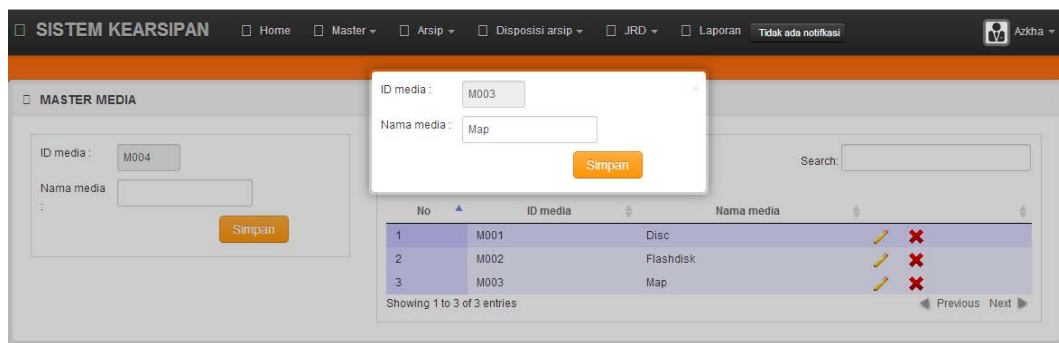 SISTEM KEARSIPAN Home Master Arsip Disposisi arsip JRD Laporan Tidak ada notifkasi Azkha
MASTER MEDIA
ID media : M003
Nama media : Map
Simpan
ID media : M004
Nama media
:
Simpan
Search:
No ID media Nama media
1 M001 Disc
2 M002 Flashdisk
3 M003 Map
Showing 1 to 3 of 3 entries Previous Next